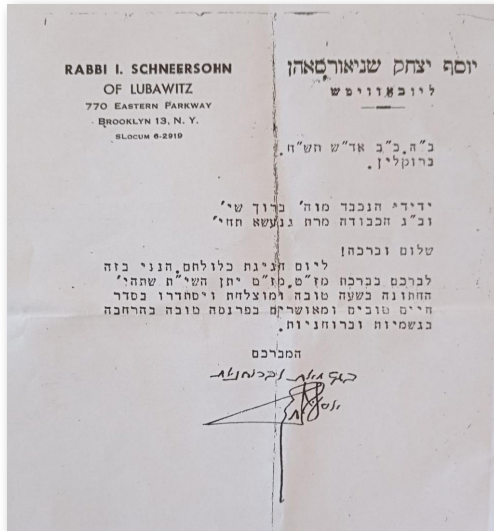 RABBI I. SCHNEERSOHN
OF LUBAWITZ
770 EASTERN PARKWAY
BROOKLYN 13, N. Y.
SLOCUM 6-2919
יוסף יצחק שניאורסאהן
ליובאוויטש
ב"ה, כ"ב אד"ש תש"ח.
ברוקלין.
ידידי הנכבד מוה' ברוך שי'
וב"ג הכבודה מרת גנעשא תחי'
שלום וברכה!
ליום חגיגת כלולתם, הנני בזה
לברכם בברכת מז"ט, מז"ט יתן השי"ת שתהי'
החתונה בשעה טובה ומוצלחת ויסתדרו בסדר
חיים טובים ומאושרים בפרנסה טובה בהרחבה
בגשמיות וברוחניות.
המברכם
בגשמיות וברוחניות